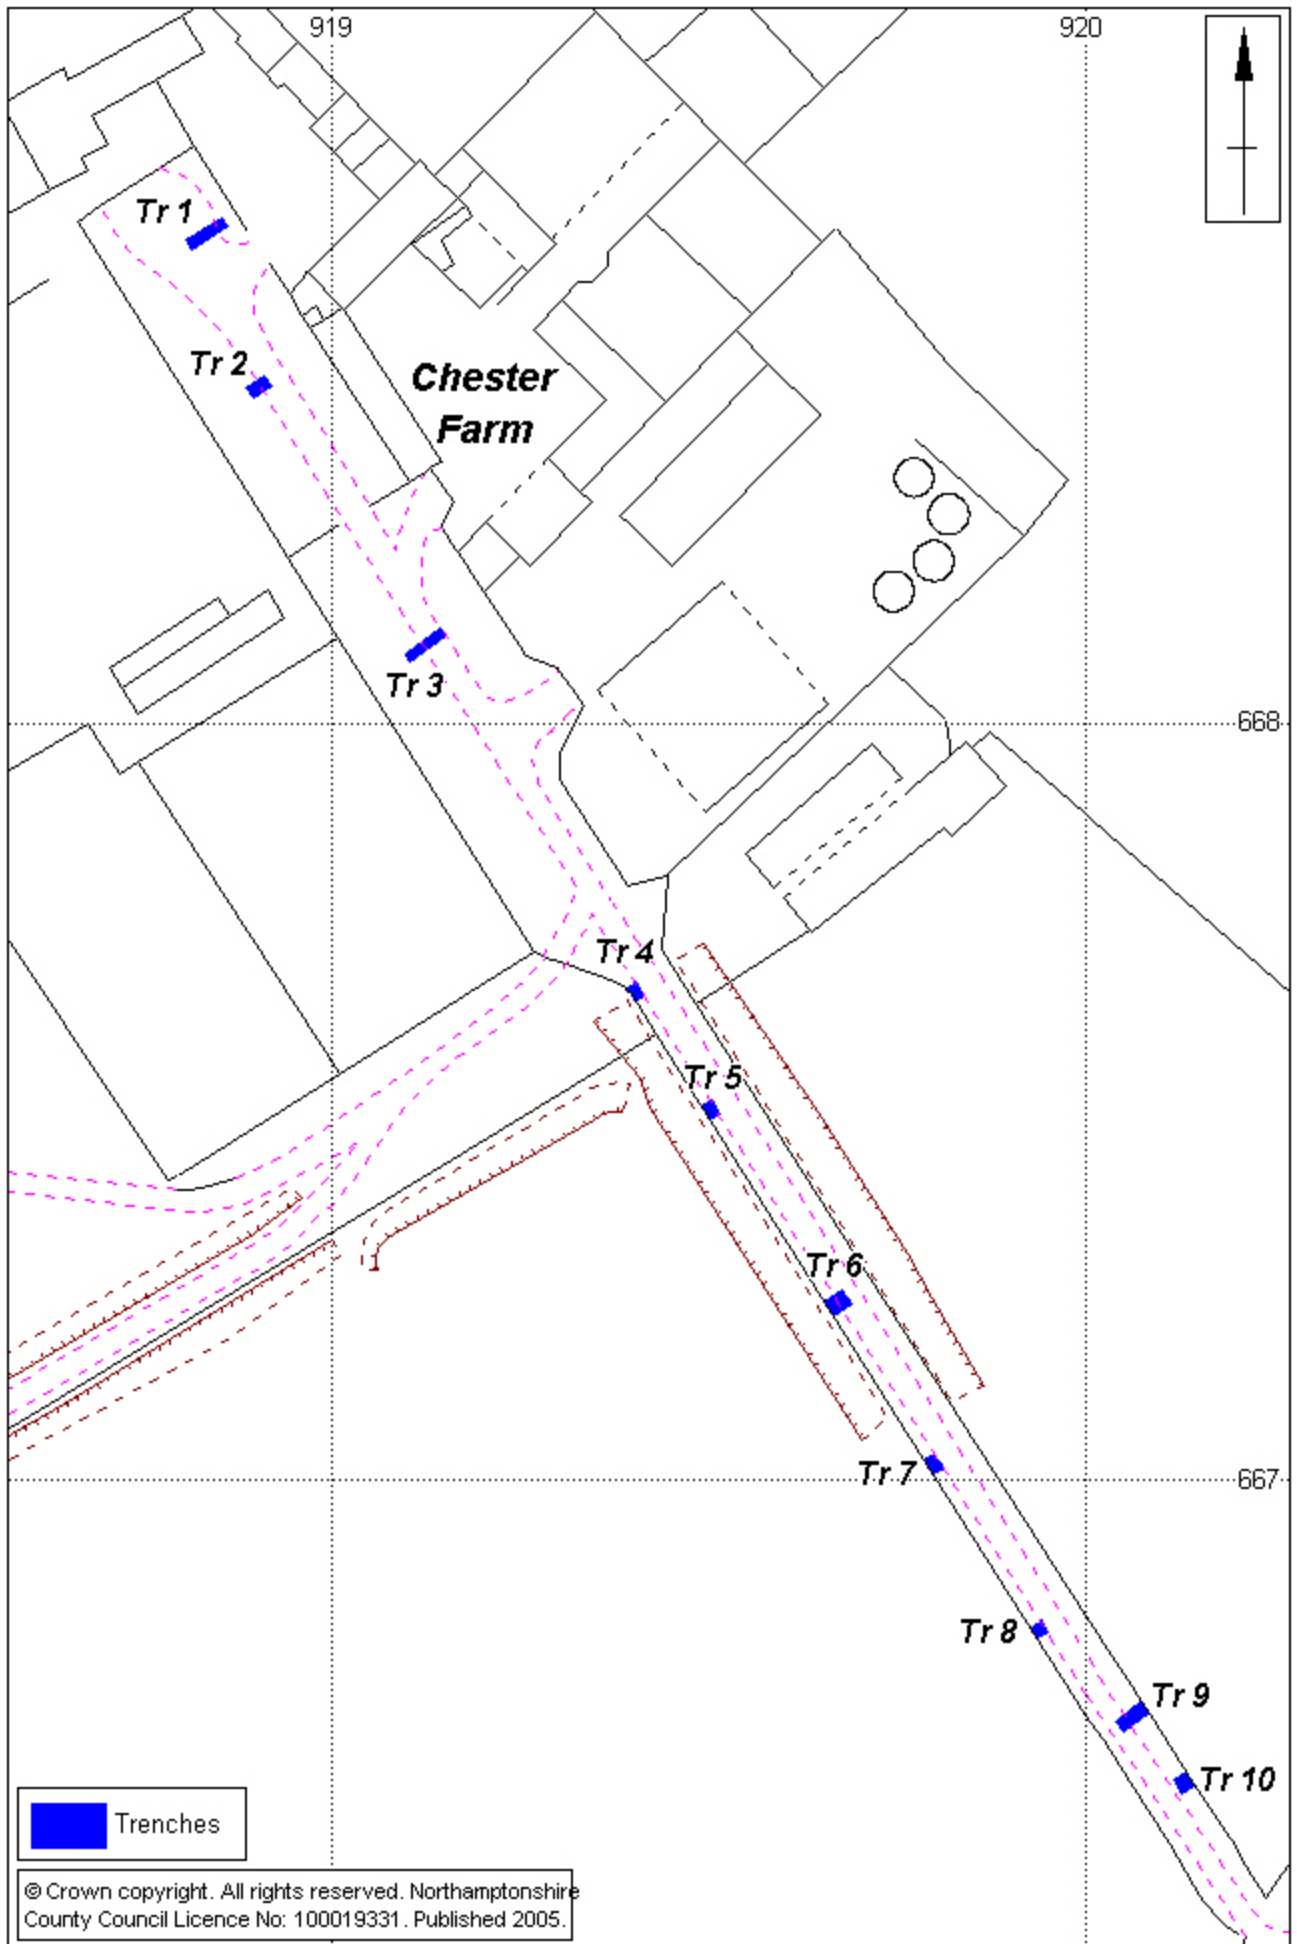 919
920
Tr 1
Tr 2
Chester
Farm
Tr 3
668
Tr 4
Tr 5
Tr 6
Tr 7
667
Tr 8
Tr 9
Tr 10
Trenches
© Crown copyright. All rights reserved. Northamptonshire
County Council Licence No: 100019331. Published 2005.